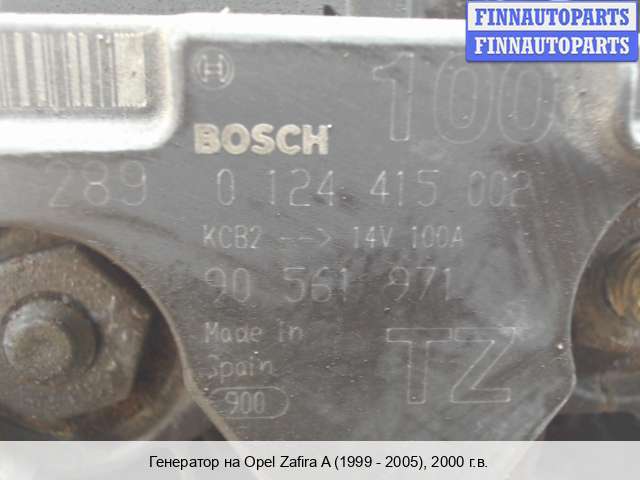 FINNAUTOPARTS
FINNAUTOPARTS
100
BOSCH
289 0 124 415 002
KCB2 --> 14V 100A
90 561 971
Made in
Spain
TZ
900
Генератор на Opel Zafira A (1999 - 2005), 2000 г.в.